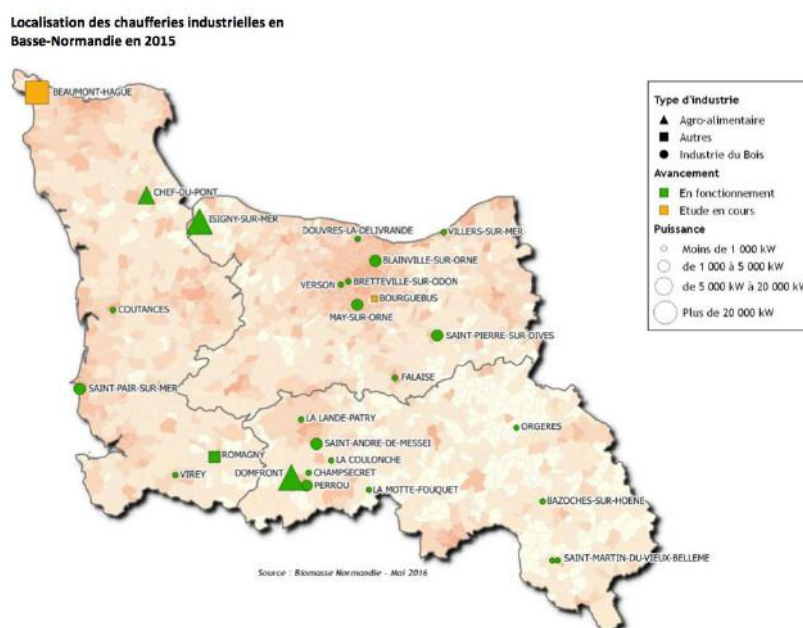 Localisation des chaufferies industrielles en
Basse-Normandie en 2015
BEAUMONT-HAGUE
CHEF-DU-PONT
ISIGNY-SUR-MER
DOUVRES-LA-DELIVRANDE
VILLERS-SUR-MER
BLAINVILLE-SUR-ORNE
BRETTEVILLE-SUR-ODON
VERSON
BOURGUEBUS
MAY-SUR-ORNE
COUTANCES
SAINT-PIERRE-SUR-DIVES
FALAISE
SAINT-PAIR-SUR-MER
LA LANDE-PATRY
ORGERES
SAINT-ANDRE-DE-MESSEI
ROMAGNY
LA COULONCHE
DOMFRONT
CHAMPSECRET
VIREY
PERROU
LA MOTTE-FOUQUET
BAZOCHES-SUR-HOENE
SAINT-MARTIN-DU-VIEUX-BELLEME
Source : Biomasse Normandie - Mai 2016
Type d'industrie
Agro-alimentaire
Autres
Industrie du Bois
Avancement
En fonctionnement
Etude en cours
Puissance
Moins de 1 000 kW
de 1 000 à 5 000 kW
de 5 000 kW à 20 000 kW
Plus de 20 000 kW